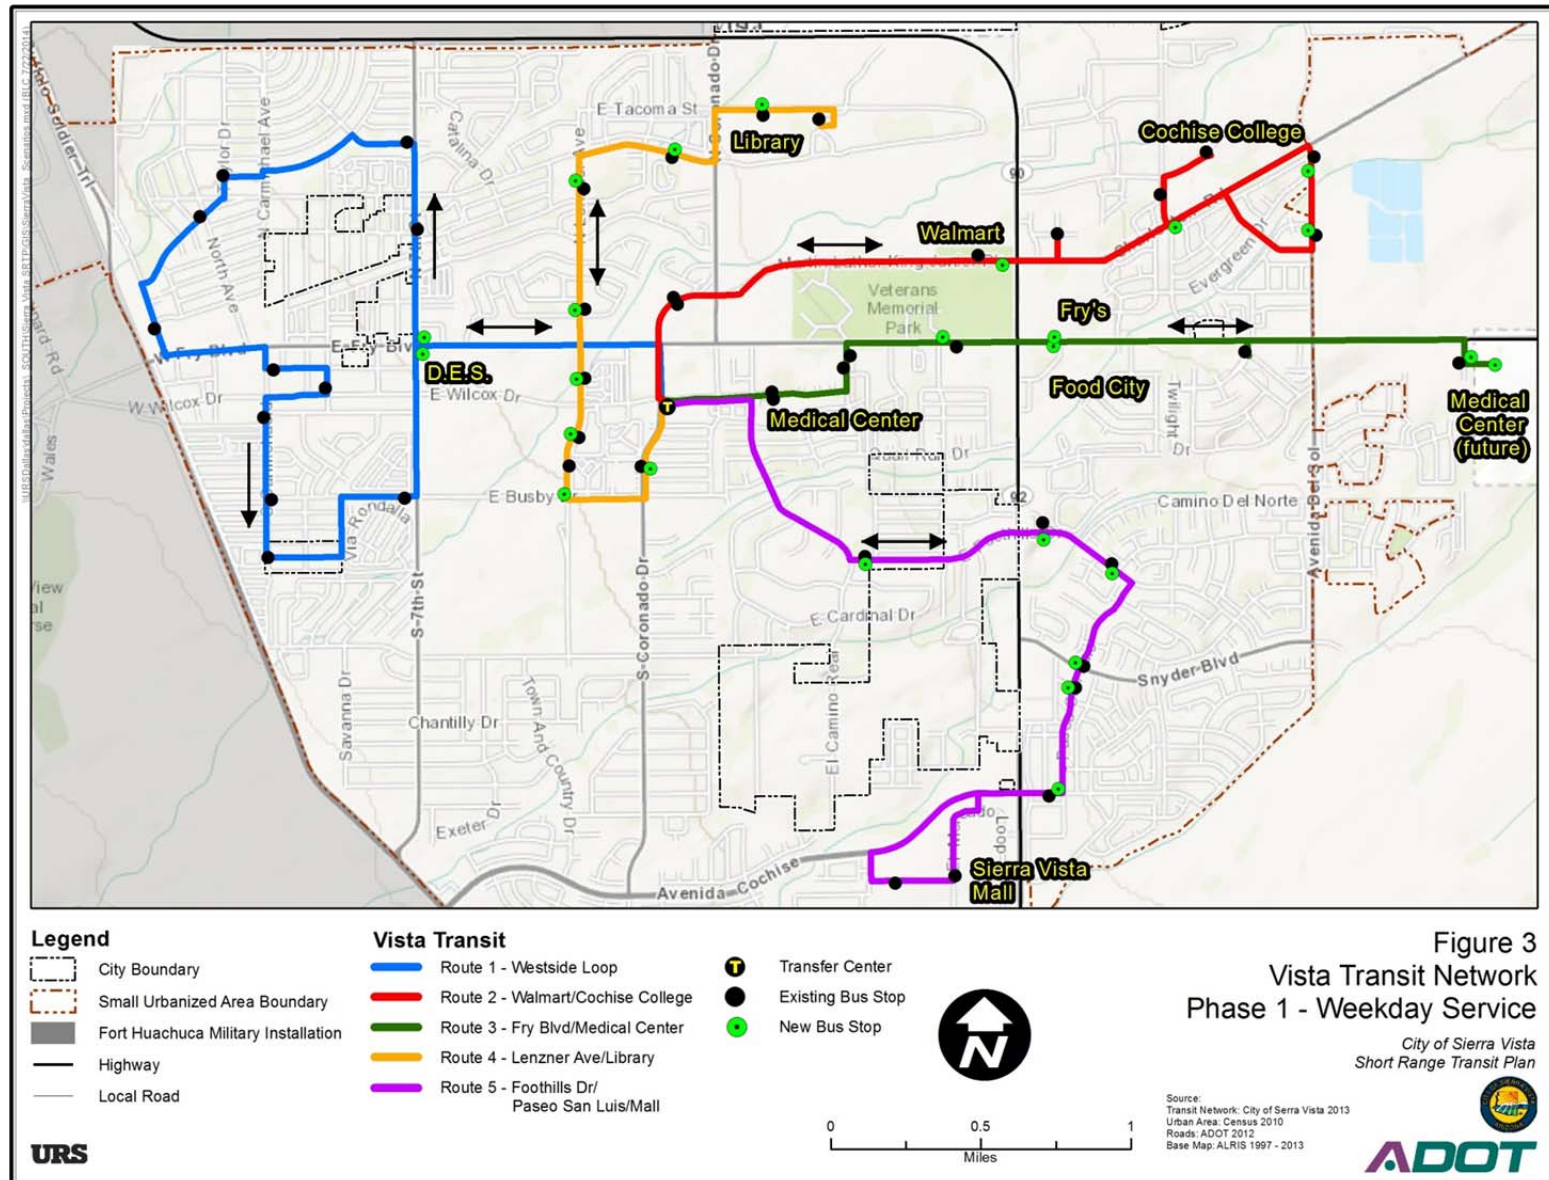 E Tacoma St
Library
Cochise College
Catalina Dr
N Carmichael Ave
90
Walmart
North Ave
Evergreen Dr
Veterans
Memorial
Park
Fry's
W Fry Blvd
E Fry Blv
D.E.S.
E Wilcox Dr
W Wilcox Dr
T
Food City
Medical Center
Medical
Center
(future)
Twilight
Dr
Wales
Quail Run Dr
E Busby
92
Camino Del Norte
Via Rondalla
Avenida Del Sol
S 7th St
S Coronado Dr
E Cardinal Dr
Snyder Blvd
El Camino Real
Savanna Dr
Chantilly Dr
Town And Country Dr
Exeter Dr
Loop
Avenida Cochise
Sierra Vista
Mall
Legend
City Boundary
Small Urbanized Area Boundary
Fort Huachuca Military Installation
Highway
Local Road
Vista Transit
Route 1 - Westside Loop
Route 2 - Walmart/Cochise College
Route 3 - Fry Blvd/Medical Center
Route 4 - Lenzner Ave/Library
Route 5 - Foothills Dr/
Paseo San Luis/Mall
T
Transfer Center
Existing Bus Stop
New Bus Stop
N
0 0.5 1
Miles
Figure 3
Vista Transit Network
Phase 1 - Weekday Service
City of Sierra Vista
Short Range Transit Plan
Source:
Transit Network: City of Serra Vista 2013
Urban Area: Census 2010
Roads: ADOT 2012
Base Map: ALRIS 1997 - 2013
URS
ADOT